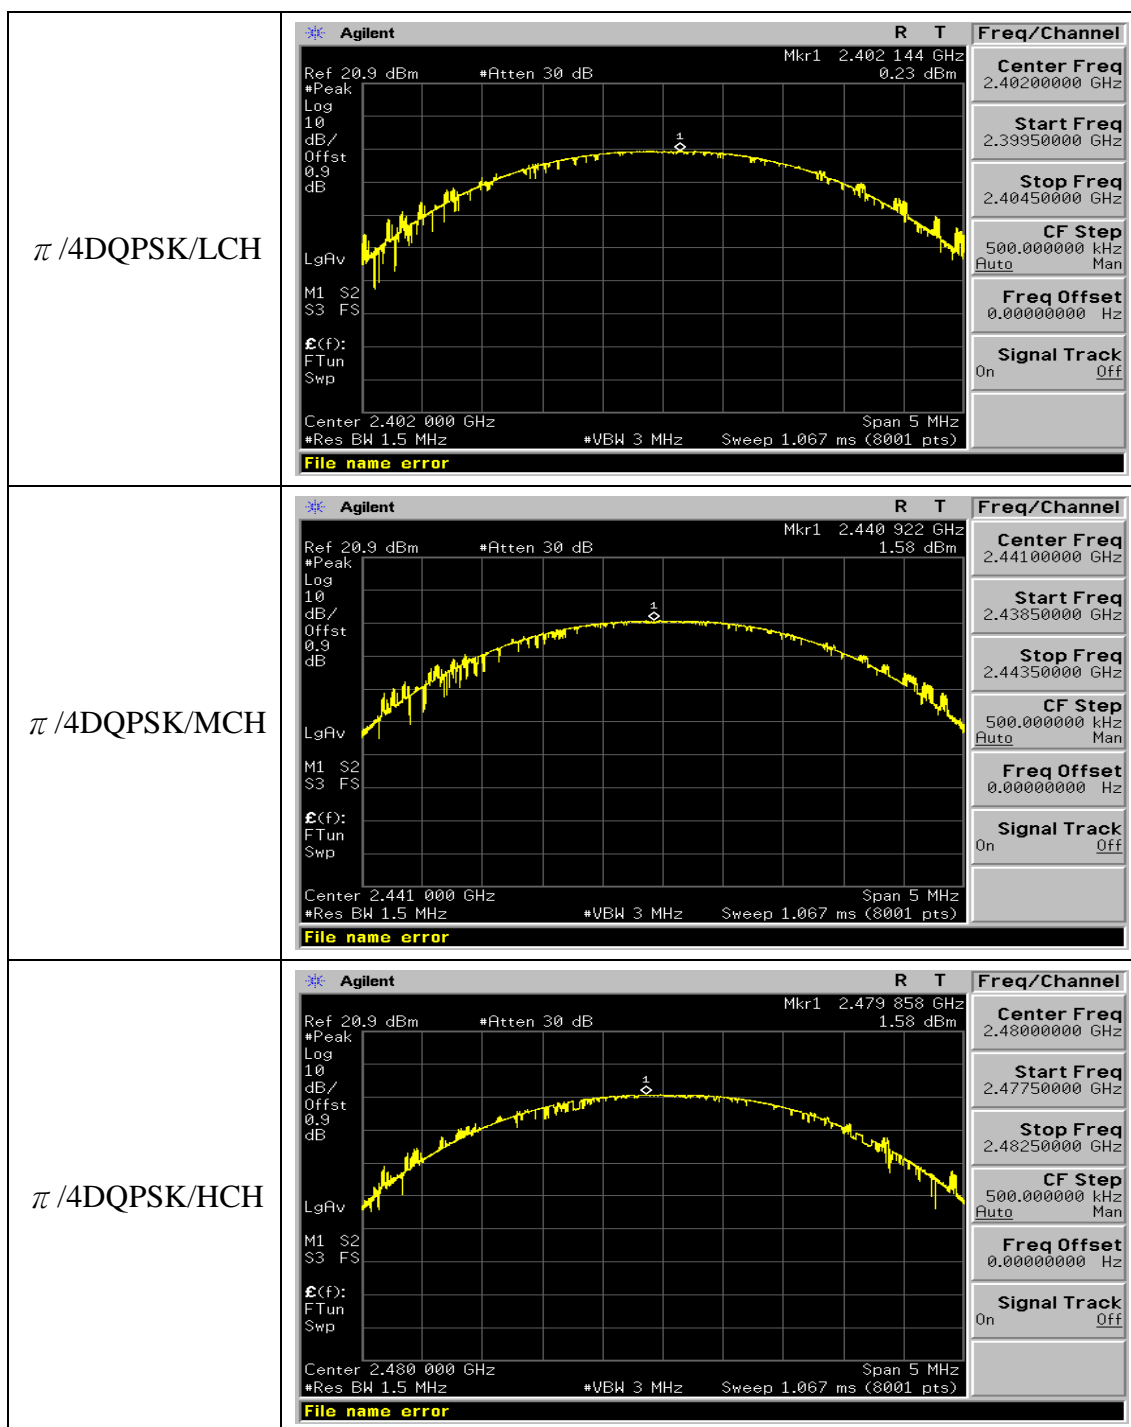 π/4DQPSK/LCH
Agilent R T
Mkr1 2.402 144 GHz
Ref 20.9 dBm #Atten 30 dB 0.23 dBm
#Peak
Log
10
dB/
Offst
0.9
dB
1
LgAv
M1 S2
S3 FS
£(f):
FTun
Swp
Center 2.402 000 GHz Span 5 MHz
#Res BW 1.5 MHz #VBW 3 MHz Sweep 1.067 ms (8001 pts)
File name error
Freq/Channel
Center Freq
2.40200000 GHz
Start Freq
2.39950000 GHz
Stop Freq
2.40450000 GHz
CF Step
500.000000 kHz
Auto Man
Freq Offset
0.00000000 Hz
Signal Track
On Off
π/4DQPSK/MCH
Agilent R T
Mkr1 2.440 922 GHz
Ref 20.9 dBm #Atten 30 dB 1.58 dBm
#Peak
Log
10
dB/
Offst
0.9
dB
1
LgAv
M1 S2
S3 FS
£(f):
FTun
Swp
Center 2.441 000 GHz Span 5 MHz
#Res BW 1.5 MHz #VBW 3 MHz Sweep 1.067 ms (8001 pts)
File name error
Freq/Channel
Center Freq
2.44100000 GHz
Start Freq
2.43850000 GHz
Stop Freq
2.44350000 GHz
CF Step
500.000000 kHz
Auto Man
Freq Offset
0.00000000 Hz
Signal Track
On Off
π/4DQPSK/HCH
Agilent R T
Mkr1 2.479 858 GHz
Ref 20.9 dBm #Atten 30 dB 1.58 dBm
#Peak
Log
10
dB/
Offst
0.9
dB
1
LgAv
M1 S2
S3 FS
£(f):
FTun
Swp
Center 2.480 000 GHz Span 5 MHz
#Res BW 1.5 MHz #VBW 3 MHz Sweep 1.067 ms (8001 pts)
File name error
Freq/Channel
Center Freq
2.48000000 GHz
Start Freq
2.47750000 GHz
Stop Freq
2.48250000 GHz
CF Step
500.000000 kHz
Auto Man
Freq Offset
0.00000000 Hz
Signal Track
On Off